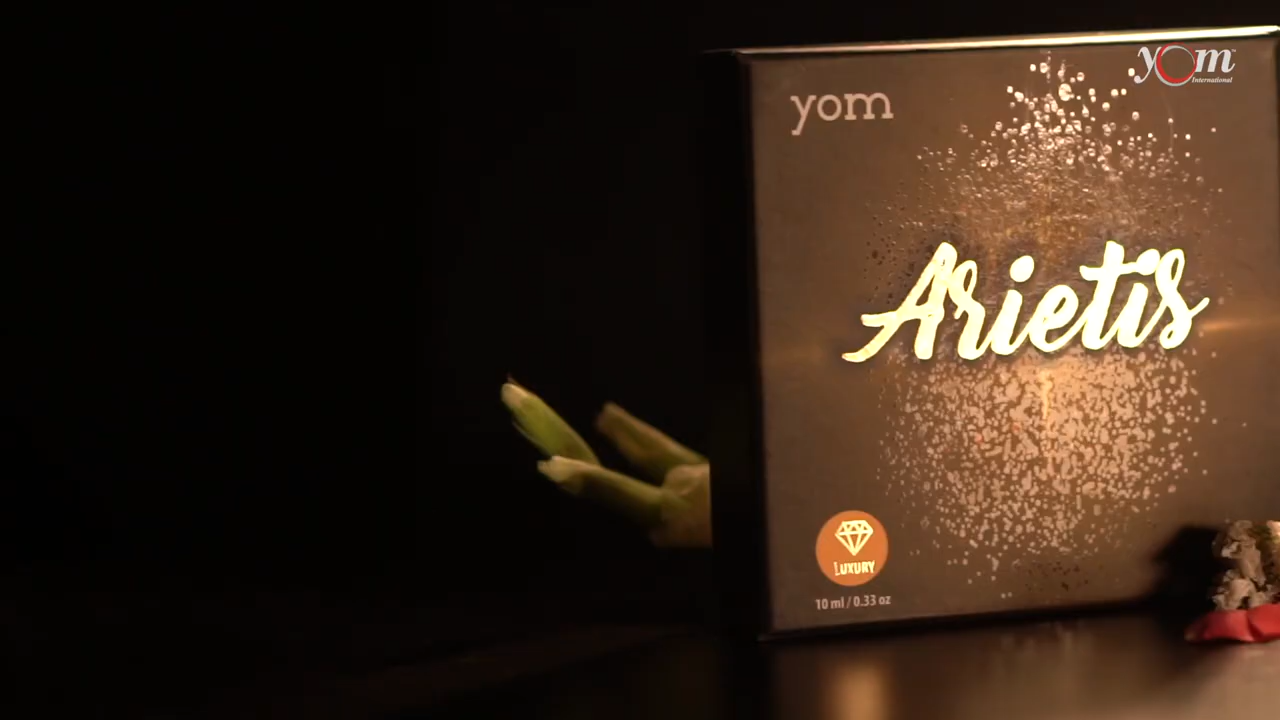 yom
International
yom
Arietis
LUXURY
10 ml / 0.33 oz